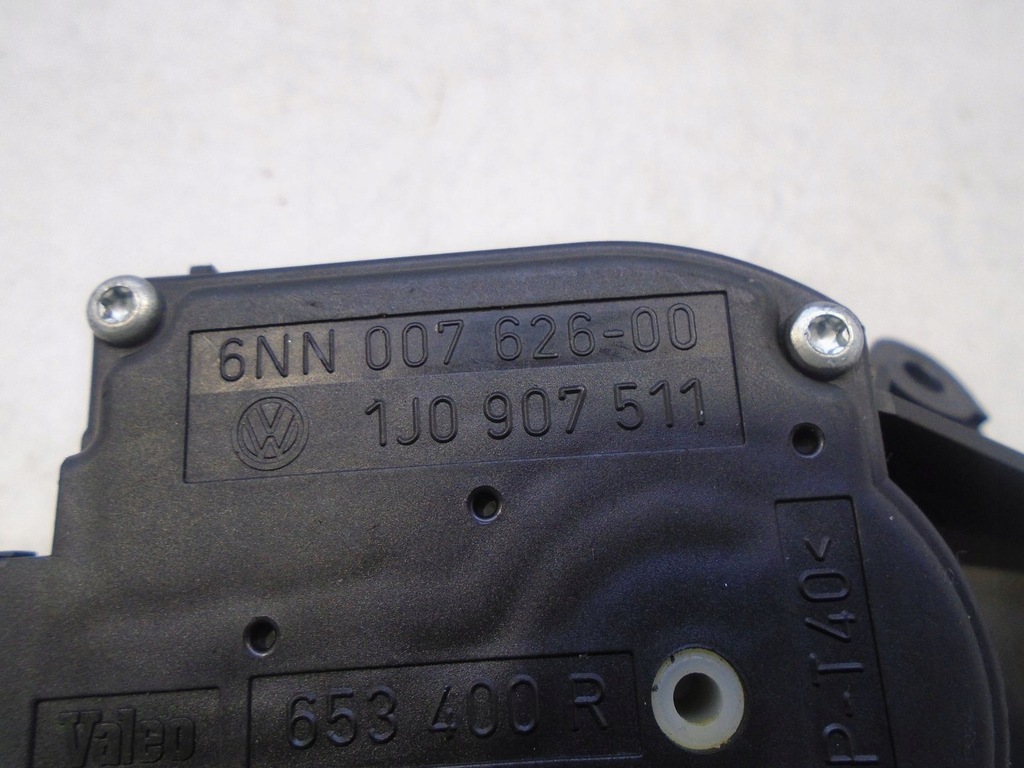 6NN 007 626-00
1J0 907 511
653 400 R
Valeo
P-T40<